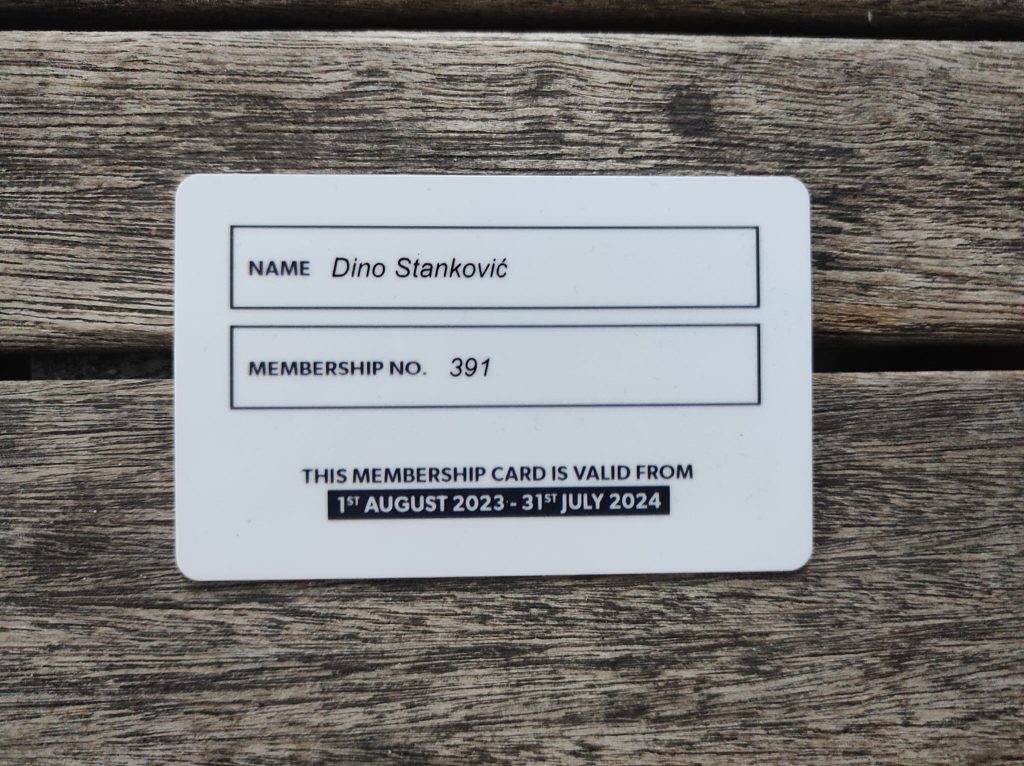 NAME Dino Stanković
MEMBERSHIP NO. 391
THIS MEMBERSHIP CARD IS VALID FROM
1ST AUGUST 2023 - 31ST JULY 2024